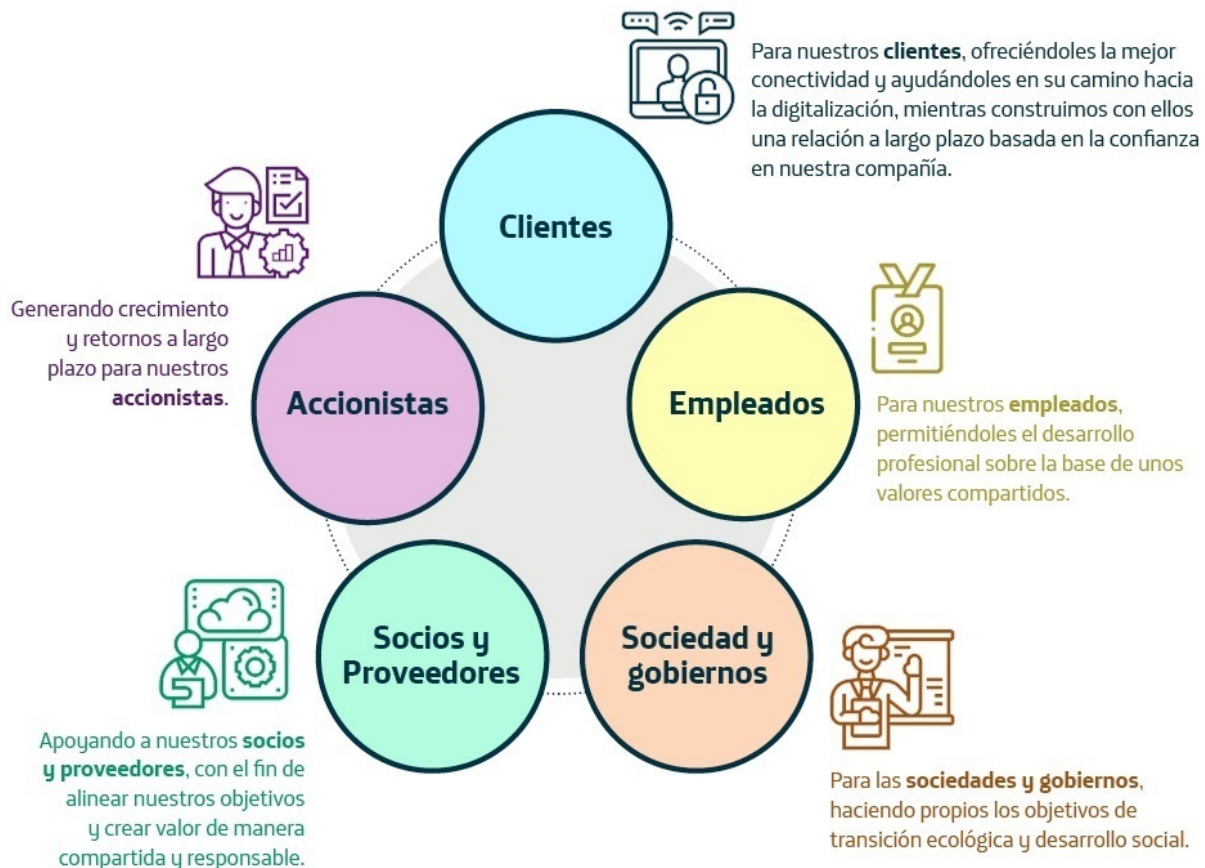 Para nuestros clientes, ofreciéndoles la mejor
conectividad y ayudándoles en su camino hacia
la digitalización, mientras construimos con ellos
una relación a largo plazo basada en la confianza
en nuestra compañía.
Clientes
Generando crecimiento
y retornos a largo
plazo para nuestros
accionistas.
Accionistas
Empleados
Para nuestros empleados,
permitiéndoles el desarrollo
profesional sobre la base de unos
valores compartidos.
Socios y
Proveedores
Sociedad y
gobiernos
Apoyando a nuestros socios
y proveedores, con el fin de
alinear nuestros objetivos
y crear valor de manera
compartida y responsable.
Para las sociedades y gobiernos,
haciendo propios los objetivos de
transición ecológica y desarrollo social.